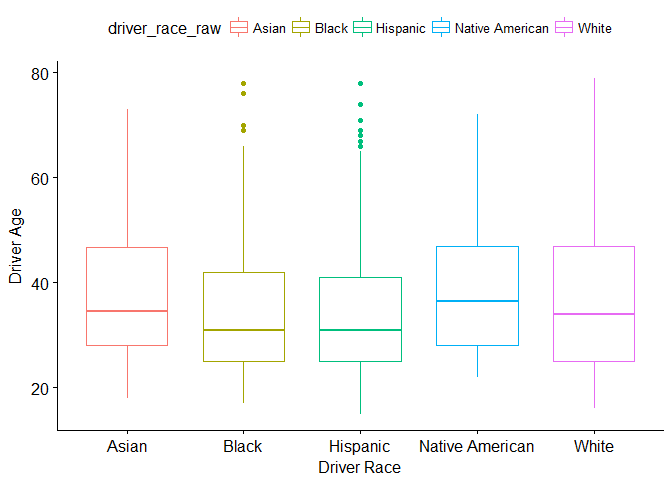 driver_race_raw Asian Black Hispanic Native American White
80
60
40
20
Driver Age
Asian Black Hispanic Native American White
Driver Race